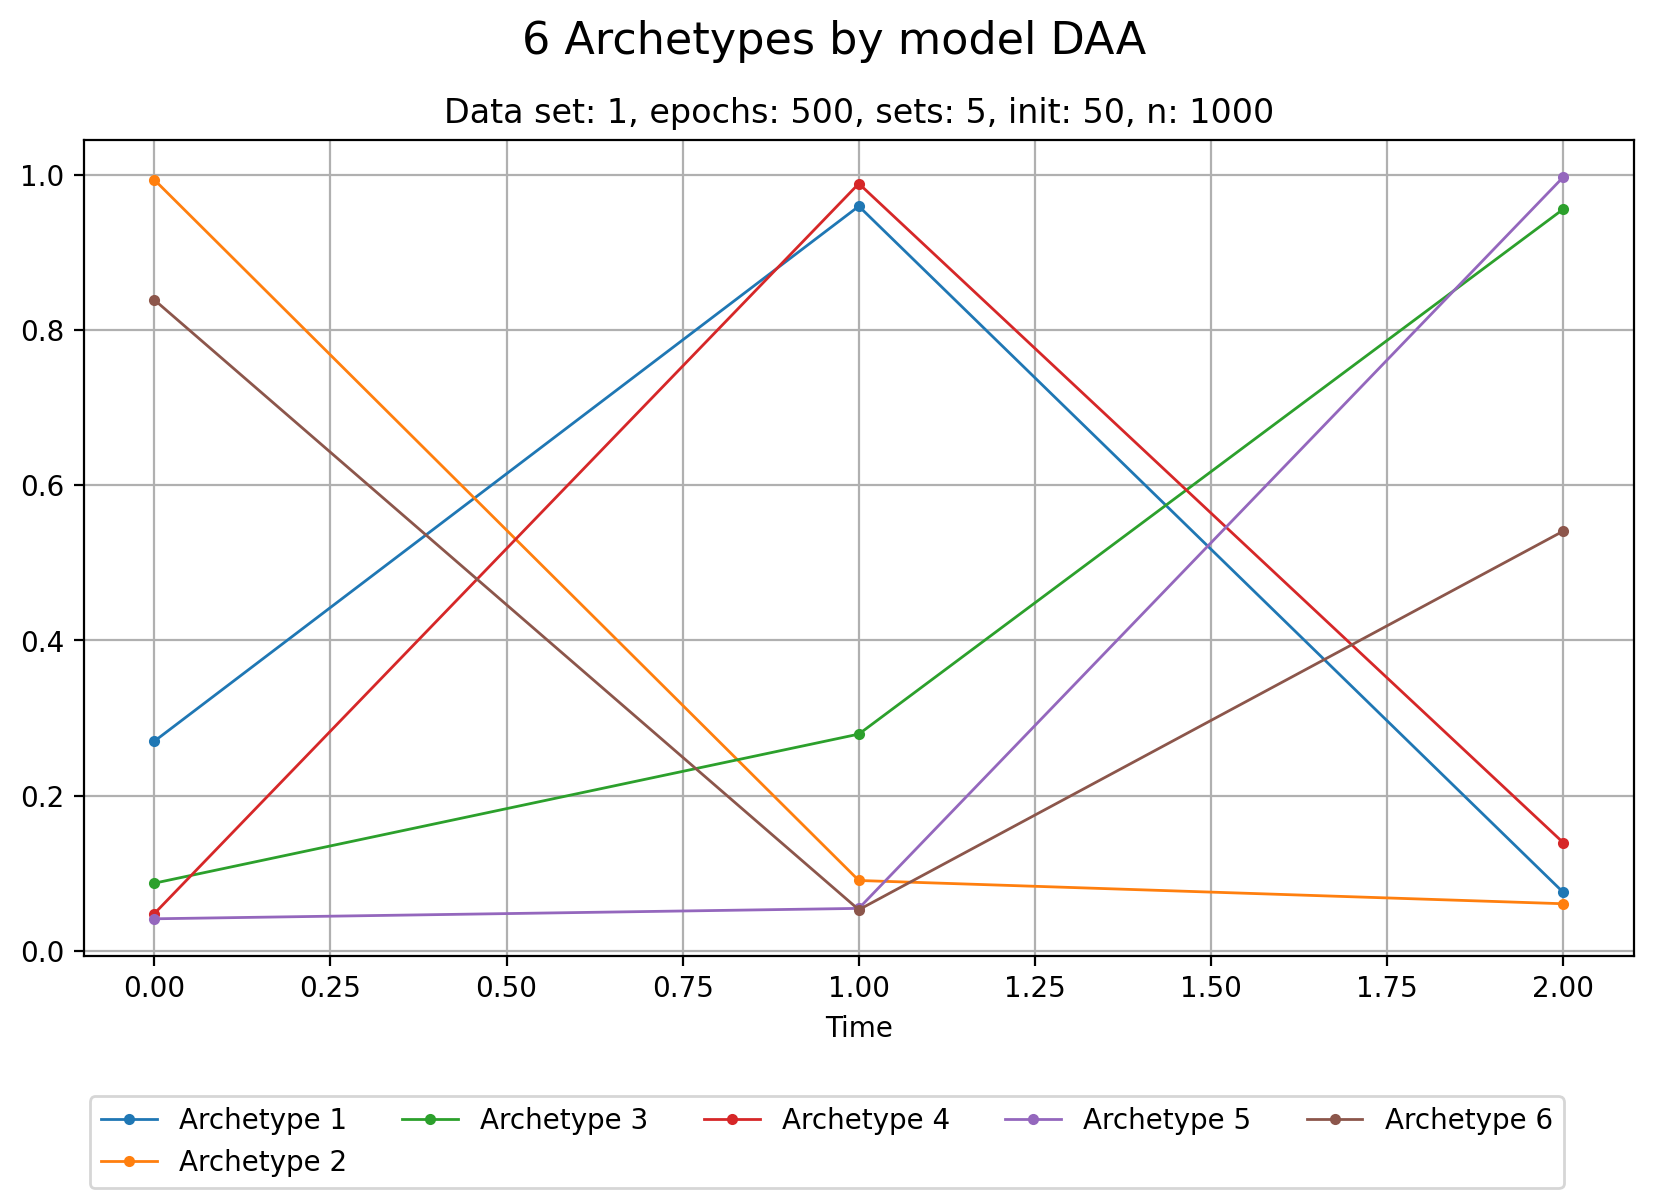 6 Archetypes by model DAA
Data set: 1, epochs: 500, sets: 5, init: 50, n: 1000
1.0
0.8
0.6
0.4
0.2
0.0
0.00 0.25 0.50 0.75 1.00 1.25 1.50 1.75 2.00
Time
Archetype 1 Archetype 3 Archetype 4 Archetype 5 Archetype 6
Archetype 2